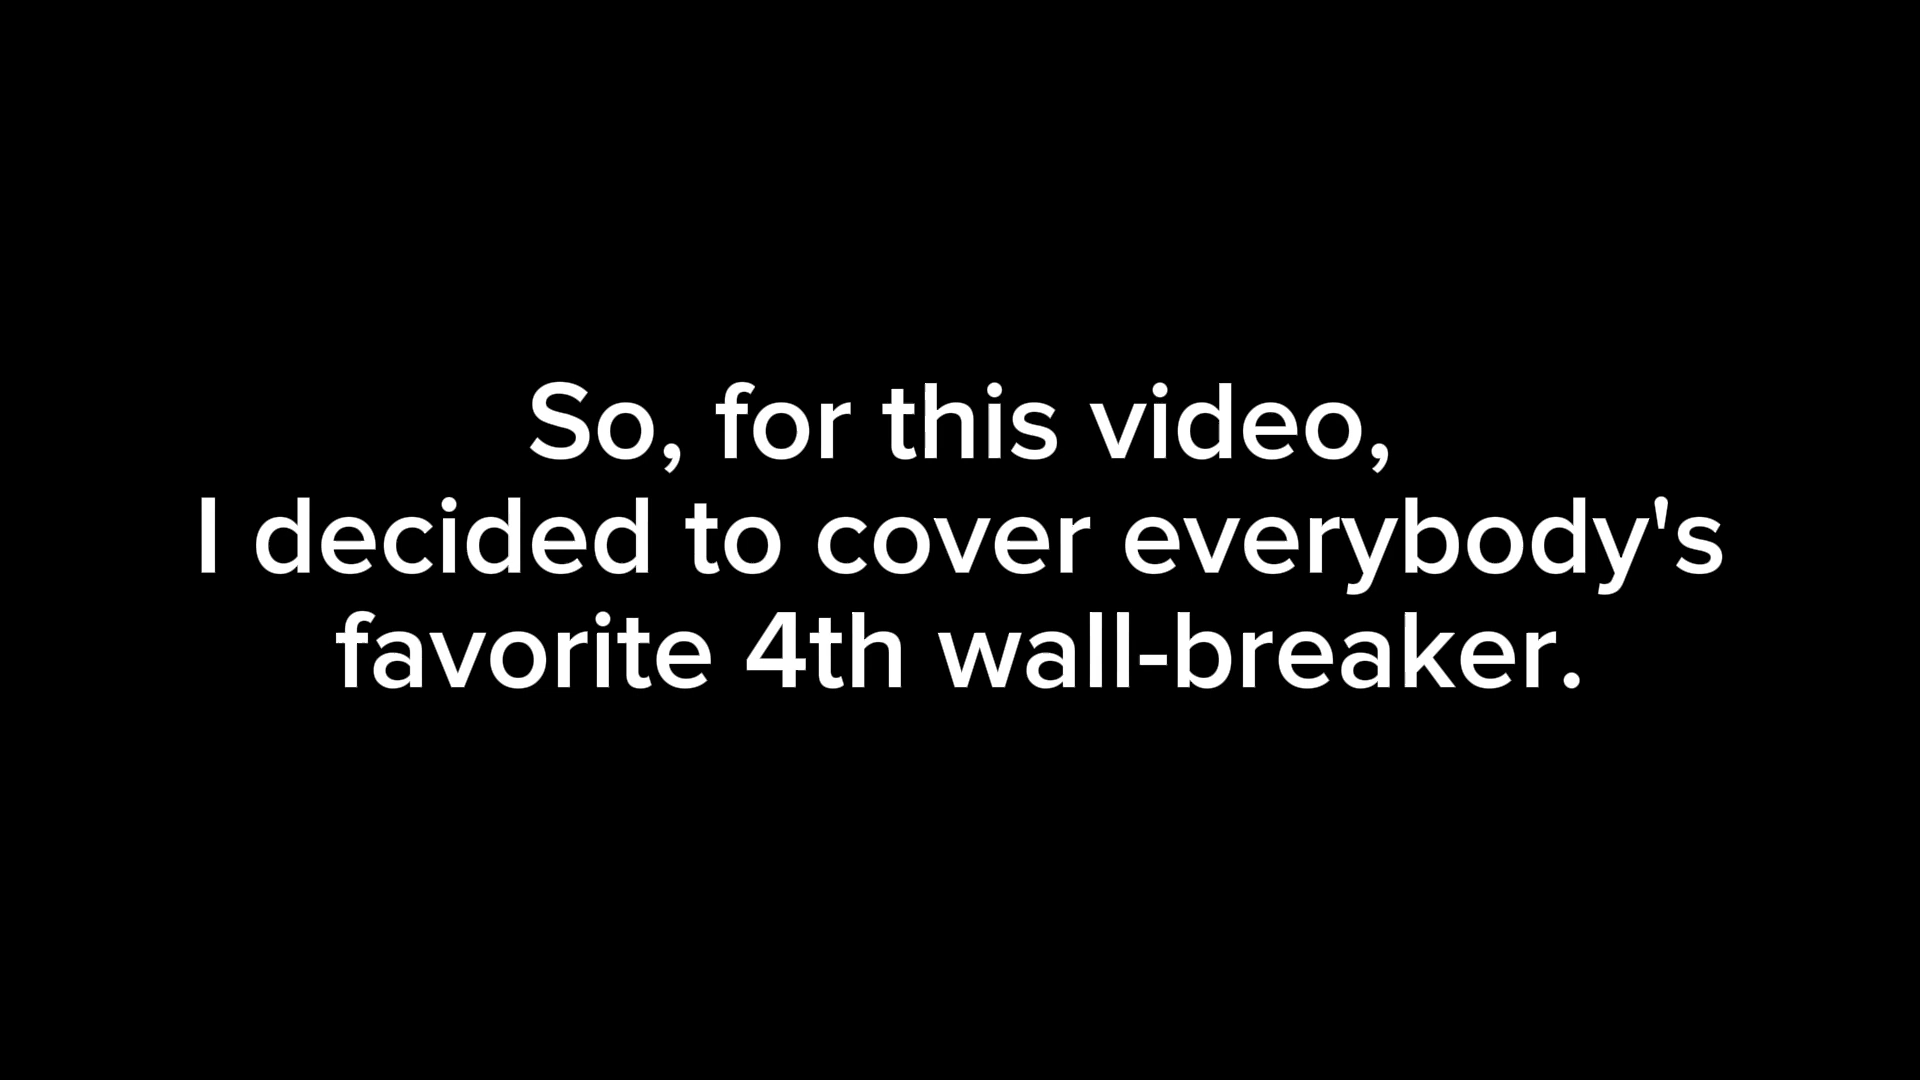 So, for this video,
I decided to cover everybody's
favorite 4th wall-breaker.